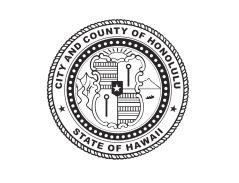 CITY AND COUNTY OF HONOLULU
STATE OF HAWAII